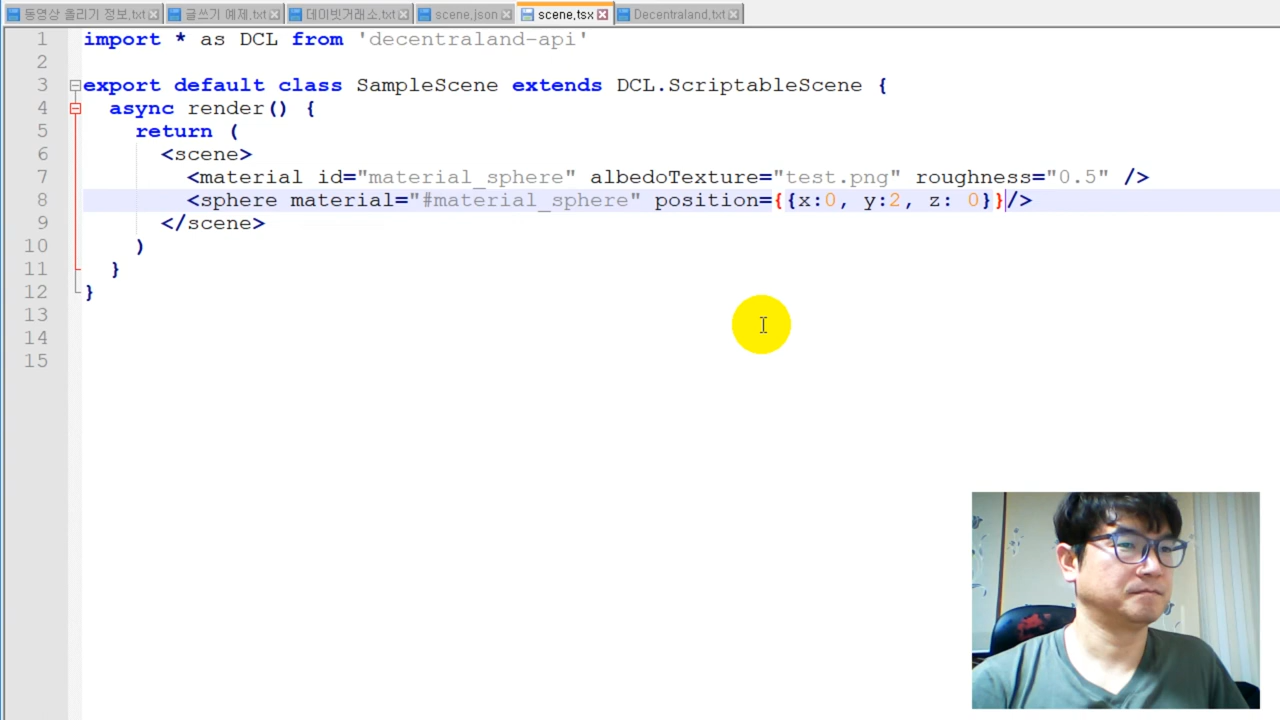 동영상 올리기 정보.txt 글쓰기 예제.txt 데이빗거래소.txt scene.json scene.tsx Decentraland.txt
1 import * as DCL from 'decentraland-api'
2
3 export default class SampleScene extends DCL.ScriptableScene {
4 async render() {
5 return (
6 <scene>
7 <material id="material_sphere" albedoTexture="test.png" roughness="0.5" />
8 <sphere material="#material_sphere" position={{x:0, y:2, z: 0}}/>
9 </scene>
10 )
11 }
12 }
13
14
15